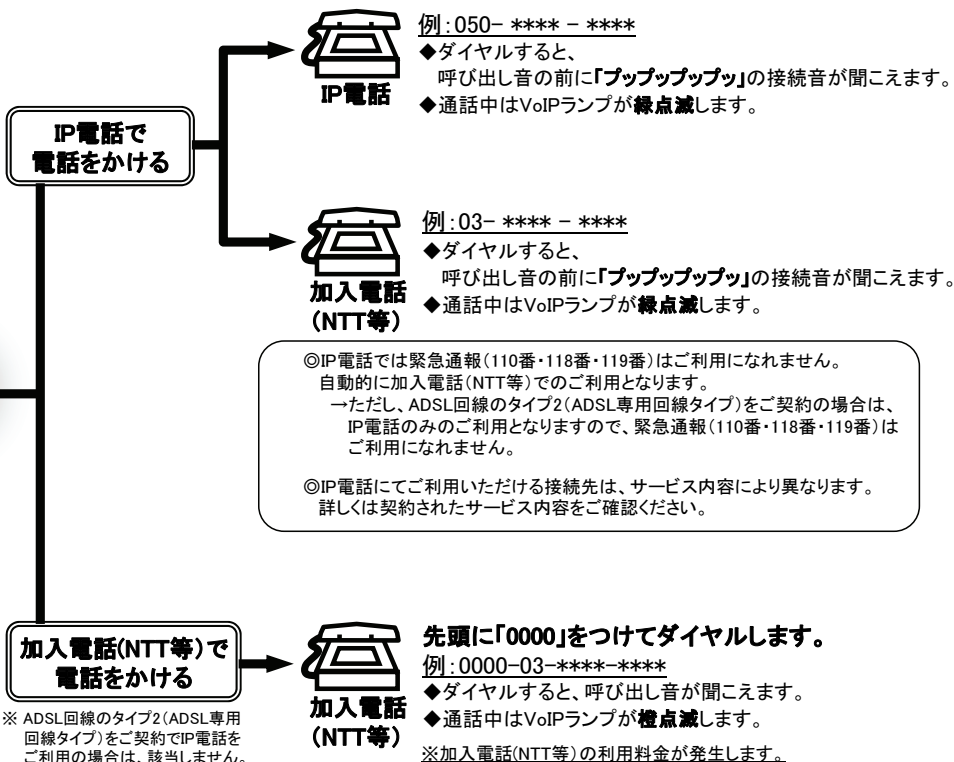 IP電話で
電話をかける
IP電話
例:050- **** - ****
◆ダイヤルすると、
呼び出し音の前に「プップップップッ」の接続音が聞こえます。
◆通話中はVoIPランプが緑点滅します。
加入電話
(NTT等)
例:03- **** - ****
◆ダイヤルすると、
呼び出し音の前に「プップップップッ」の接続音が聞こえます。
◆通話中はVoIPランプが緑点滅します。
◎IP電話では緊急通報(110番・118番・119番)はご利用になれません。
自動的に加入電話(NTT等)でのご利用となります。
→ただし、ADSL回線のタイプ2(ADSL専用回線タイプ)をご契約の場合は、
IP電話のみのご利用となりますので、緊急通報(110番・118番・119番)は
ご利用になれません。
◎IP電話にてご利用いただける接続先は、サービス内容により異なります。
詳しくは契約されたサービス内容をご確認ください。
加入電話(NTT等)で
電話をかける
※ ADSL回線のタイプ2(ADSL専用
回線タイプ)をご契約でIP電話を
ご利用の場合は、該当しません。
加入電話
(NTT等)
先頭に「0000」をつけてダイヤルします。
例:0000-03-****-****
◆ダイヤルすると、呼び出し音が聞こえます。
◆通話中はVoIPランプが橙点滅します。
※加入電話(NTT等)の利用料金が発生します。